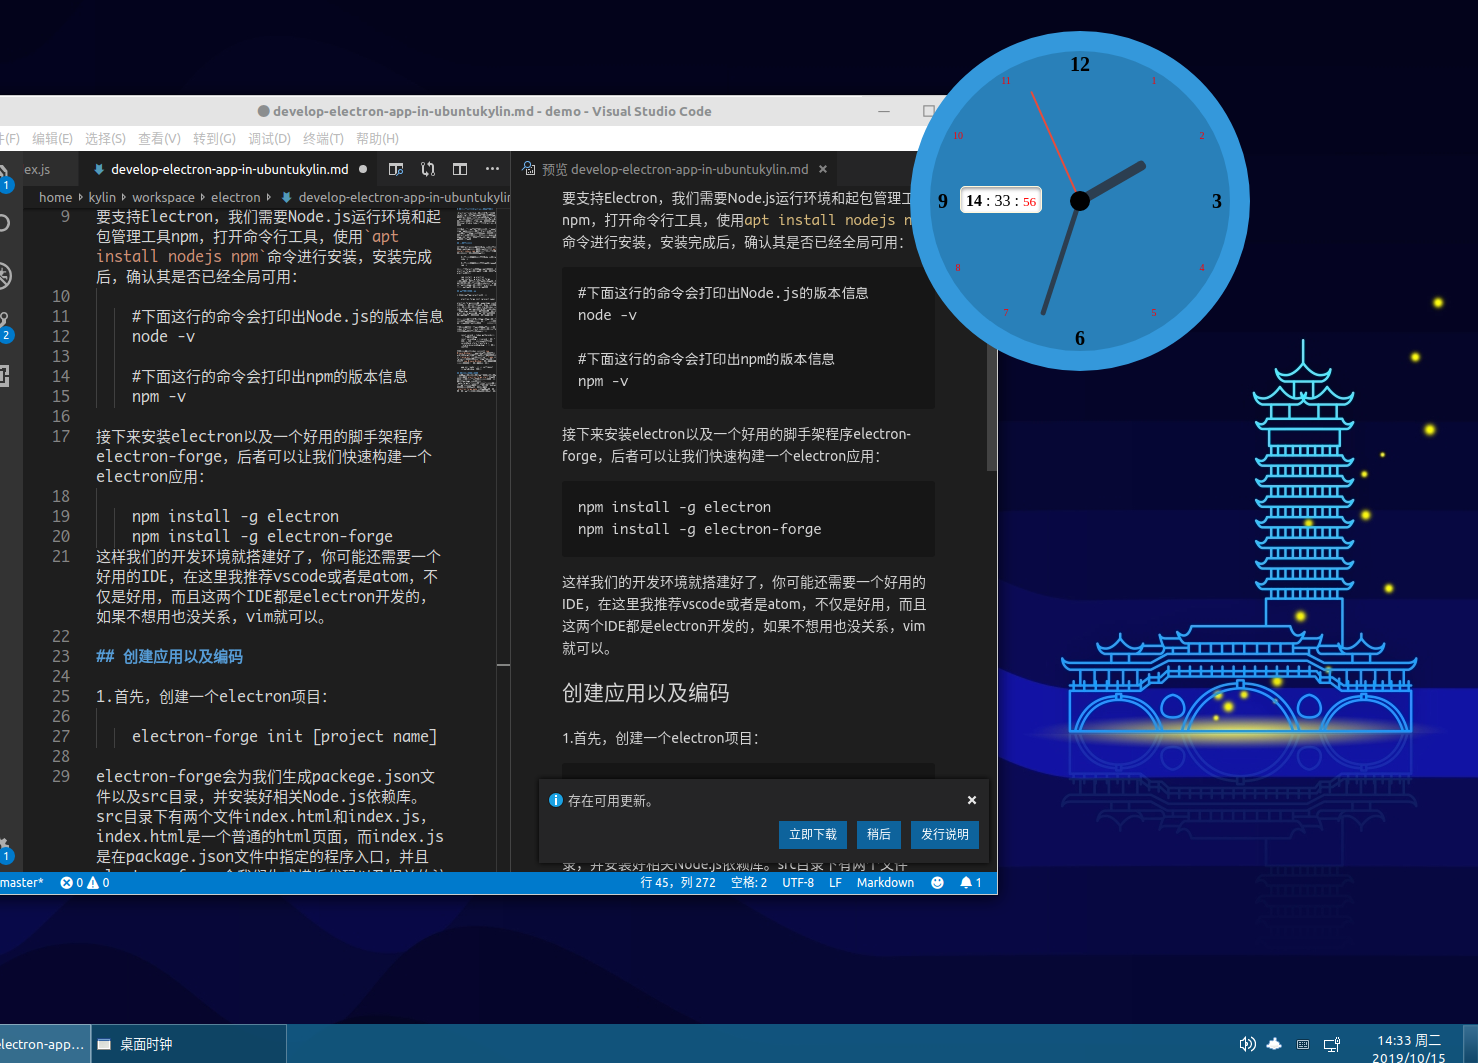 develop-electron-app-in-ubuntukylin.md - demo - Visual Studio Code
(F) 编辑(E) 选择(S) 查看(V) 转到(G) 调试(D) 终端(T) 帮助(H)
ex.js
develop-electron-app-in-ubuntukylin.md
home kylin workspace electron develop-electron-app-in-ubuntukylin
9 要支持Electron，我们需要Node.js运行环境和起
包管理工具npm，打开命令行工具，使用`apt
install nodejs npm`命令进行安装，安装完成
后，确认其是否已经全局可用：
10
11 #下面这行的命令会打印出Node.js的版本信息
12 node -v
13
14 #下面这行的命令会打印出npm的版本信息
15 npm -v
16
17 接下来安装electron以及一个好用的脚手架程序
electron-forge，后者可以让我们快速构建一个
electron应用：
18
19 npm install -g electron
20 npm install -g electron-forge
21 这样我们的开发环境就搭建好了，你可能还需要一个
好用的IDE，在这里我推荐vscode或者是atom，不
仅是好用，而且这两个IDE都是electron开发的，
如果不想用也没关系，vim就可以。
22
23 ## 创建应用以及编码
24
25 1.首先，创建一个electron项目：
26
27 electron-forge init [project name]
28
29 electron-forge会为我们生成packege.json文
件以及src目录，并安装好相关Node.js依赖库。
src目录下有两个文件index.html和index.js，
index.html是一个普通的html页面，而index.js
是在package.json文件中指定的程序入口，并且
1
2
1
预览 develop-electron-app-in-ubuntukylin.md
要支持Electron，我们需要Node.js运行环境和起包管理工
npm，打开命令行工具，使用apt install nodejs n
命令进行安装，安装完成后，确认其是否已经全局可用：
#下面这行的命令会打印出Node.js的版本信息
node -v
#下面这行的命令会打印出npm的版本信息
npm -v
接下来安装electron以及一个好用的脚手架程序electron-
forge，后者可以让我们快速构建一个electron应用：
npm install -g electron
npm install -g electron-forge
这样我们的开发环境就搭建好了，你可能还需要一个好用的
IDE，在这里我推荐vscode或者是atom，不仅是好用，而且
这两个IDE都是electron开发的，如果不想用也没关系，vim
就可以。
创建应用以及编码
1.首先，创建一个electron项目：
存在可用更新。
立即下载 稍后 发行说明
录，并安装好相关Node.js依赖库。src目录下有两个文件
master* 0 0 行 45，列 272 空格: 2 UTF-8 LF Markdown 1
12
11 1
10 2
9 14 : 33 : 56 3
8 4
7 5
6
lectron-app... 桌面时钟
14:33 周二
2019/10/15